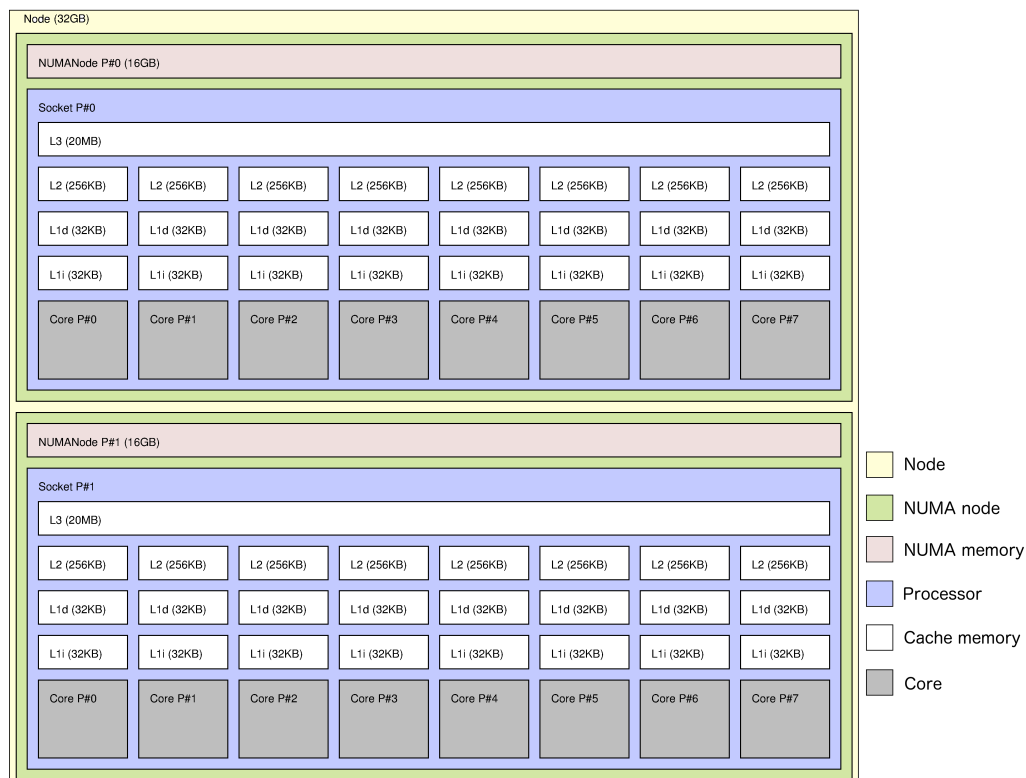 Node (32GB)
NUMANode P#0 (16GB)
Socket P#0
L3 (20MB)
L2 (256KB) L2 (256KB) L2 (256KB) L2 (256KB) L2 (256KB) L2 (256KB) L2 (256KB) L2 (256KB)
L1d (32KB) L1d (32KB) L1d (32KB) L1d (32KB) L1d (32KB) L1d (32KB) L1d (32KB) L1d (32KB)
L1i (32KB) L1i (32KB) L1i (32KB) L1i (32KB) L1i (32KB) L1i (32KB) L1i (32KB) L1i (32KB)
Core P#0 Core P#1 Core P#2 Core P#3 Core P#4 Core P#5 Core P#6 Core P#7
NUMANode P#1 (16GB)
Socket P#1
L3 (20MB)
L2 (256KB) L2 (256KB) L2 (256KB) L2 (256KB) L2 (256KB) L2 (256KB) L2 (256KB) L2 (256KB)
L1d (32KB) L1d (32KB) L1d (32KB) L1d (32KB) L1d (32KB) L1d (32KB) L1d (32KB) L1d (32KB)
L1i (32KB) L1i (32KB) L1i (32KB) L1i (32KB) L1i (32KB) L1i (32KB) L1i (32KB) L1i (32KB)
Core P#0 Core P#1 Core P#2 Core P#3 Core P#4 Core P#5 Core P#6 Core P#7
Node
NUMA node
NUMA memory
Processor
Cache memory
Core